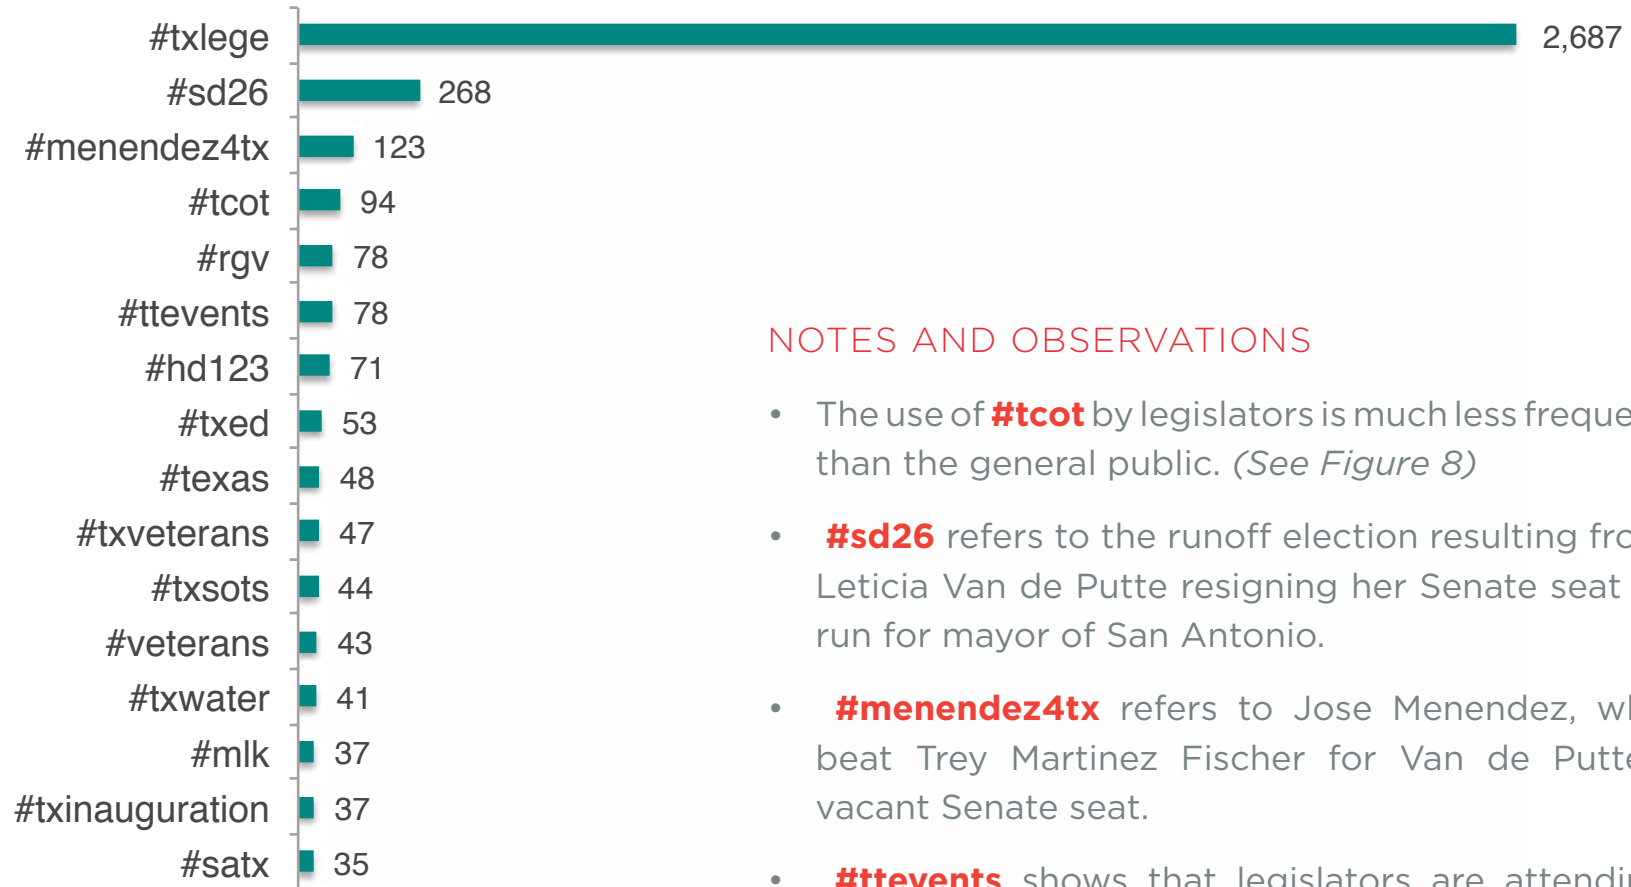 #txlege 2,687
#sd26 268
#menendez4tx 123
#tcot 94
#rgv 78
#ttevents 78
#hd123 71
#txed 53
#texas 48
#txveterans 47
#txsots 44
#veterans 43
#txwater 41
#mlk 37
#txinauguration 37
#satx 35
NOTES AND OBSERVATIONS
• The use of #tcot by legislators is much less freque
than the general public. (See Figure 8)
• #sd26 refers to the runoff election resulting fro
Leticia Van de Putte resigning her Senate seat
run for mayor of San Antonio.
• #menendez4tx refers to Jose Menendez, wh
beat Trey Martinez Fischer for Van de Putte
vacant Senate seat.
• #ttevents shows that legislators are attendin